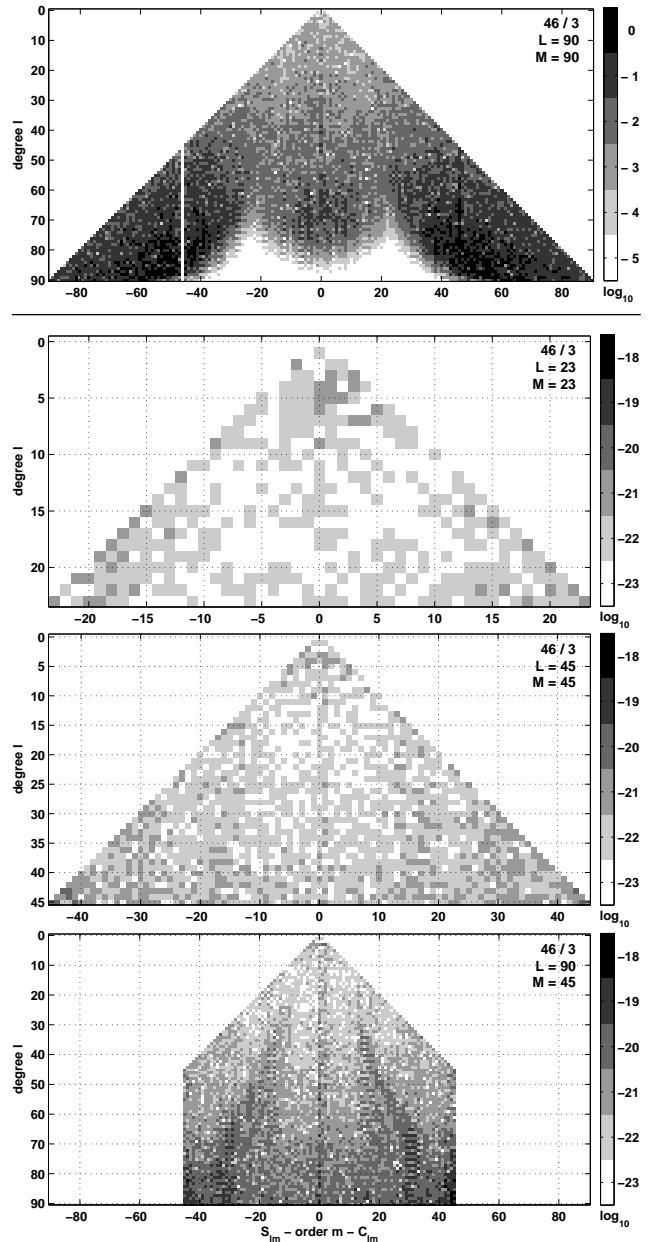 46 / 3
L = 90
M = 90
degree l
0
10
20
30
40
50
60
70
80
90
−80 −60 −40 −20 0 20 40 60 80
0
−1
−2
−3
−4
−5
log10
46 / 3
L = 23
M = 23
degree l
0
5
10
15
20
−20 −15 −10 −5 0 5 10 15 20
−18
−19
−20
−21
−22
−23
log10
46 / 3
L = 45
M = 45
degree l
0
5
10
15
20
25
30
35
40
45
−40 −30 −20 −10 0 10 20 30 40
−18
−19
−20
−21
−22
−23
log10
46 / 3
L = 90
M = 45
degree l
0
10
20
30
40
50
60
70
80
90
−80 −60 −40 −20 0 20 40 60 80
−18
−19
−20
−21
−22
−23
log10
Slm − order m − Clm